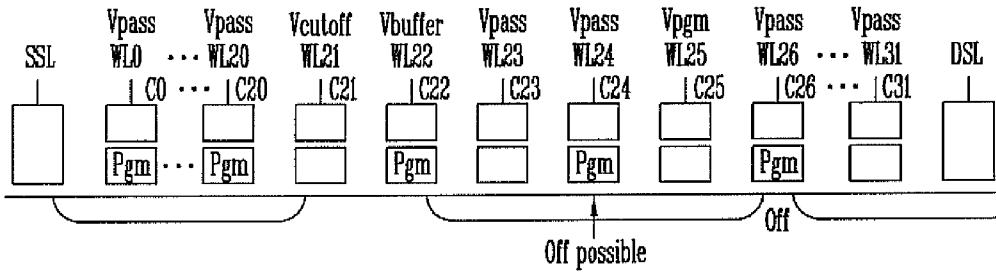 Vpass Vpass Vcutoff Vbuffer Vpass Vpass Vpgm Vpass Vpass
SSL WL0 ··· WL20 WL21 WL22 WL23 WL24 WL25 WL26 ··· WL31 DSL
C0 ··· C20 C21 C22 C23 C24 C25 C26 ··· C31
Pgm ··· Pgm Pgm Pgm Pgm
Off
Off possible